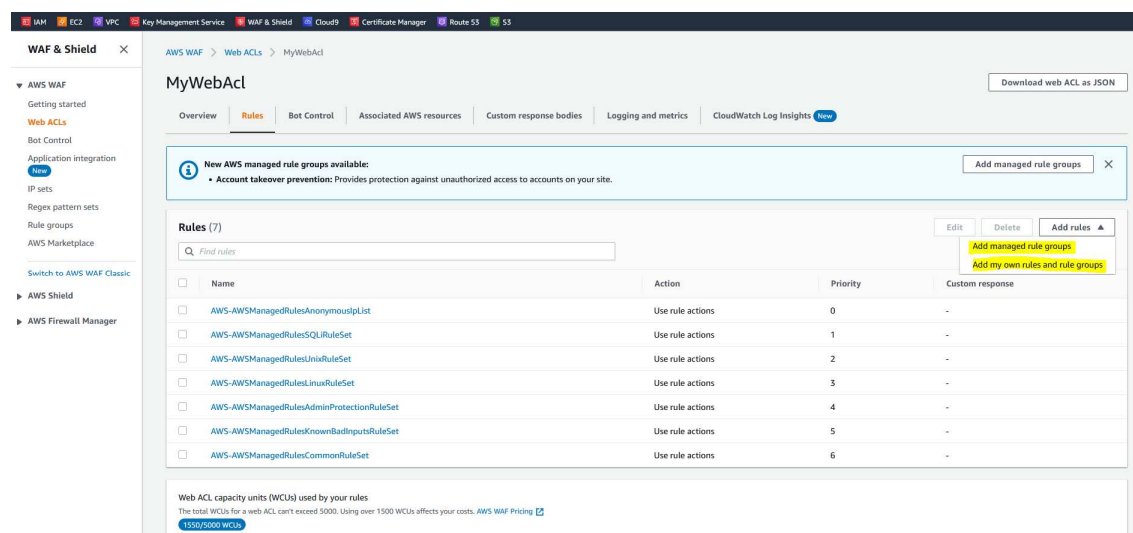 IAM EC2 VPC Key Management Service WAF & Shield Cloud9 Certificate Manager Route 53 S3
WAF & Shield
AWS WAF > Web ACLs > MyWebAcl
MyWebAcl
Download web ACL as JSON
AWS WAF
Getting started
Web ACLs
Bot Control
Application integration
New
IP sets
Regex pattern sets
Rule groups
AWS Marketplace
Switch to AWS WAF Classic
AWS Shield
AWS Firewall Manager
Overview Rules Bot Control Associated AWS resources Custom response bodies Logging and metrics CloudWatch Log Insights New
New AWS managed rule groups available:
• Account takeover prevention: Provides protection against unauthorized access to accounts on your site.
Add managed rule groups
Rules (7)
Edit Delete Add rules
Find rules
Add managed rule groups
Add my own rules and rule groups
Name Action Priority Custom response
AWS-AWSManagedRulesAnonymousIpList Use rule actions 0 -
AWS-AWSManagedRulesSQLiRuleSet Use rule actions 1 -
AWS-AWSManagedRulesUnixRuleSet Use rule actions 2 -
AWS-AWSManagedRulesLinuxRuleSet Use rule actions 3 -
AWS-AWSManagedRulesAdminProtectionRuleSet Use rule actions 4 -
AWS-AWSManagedRulesKnownBadInputsRuleSet Use rule actions 5 -
AWS-AWSManagedRulesCommonRuleSet Use rule actions 6 -
Web ACL capacity units (WCUs) used by your rules
The total WCUs for a web ACL can't exceed 5000. Using over 1500 WCUs affects your costs. AWS WAF Pricing
1550/5000 WCUs